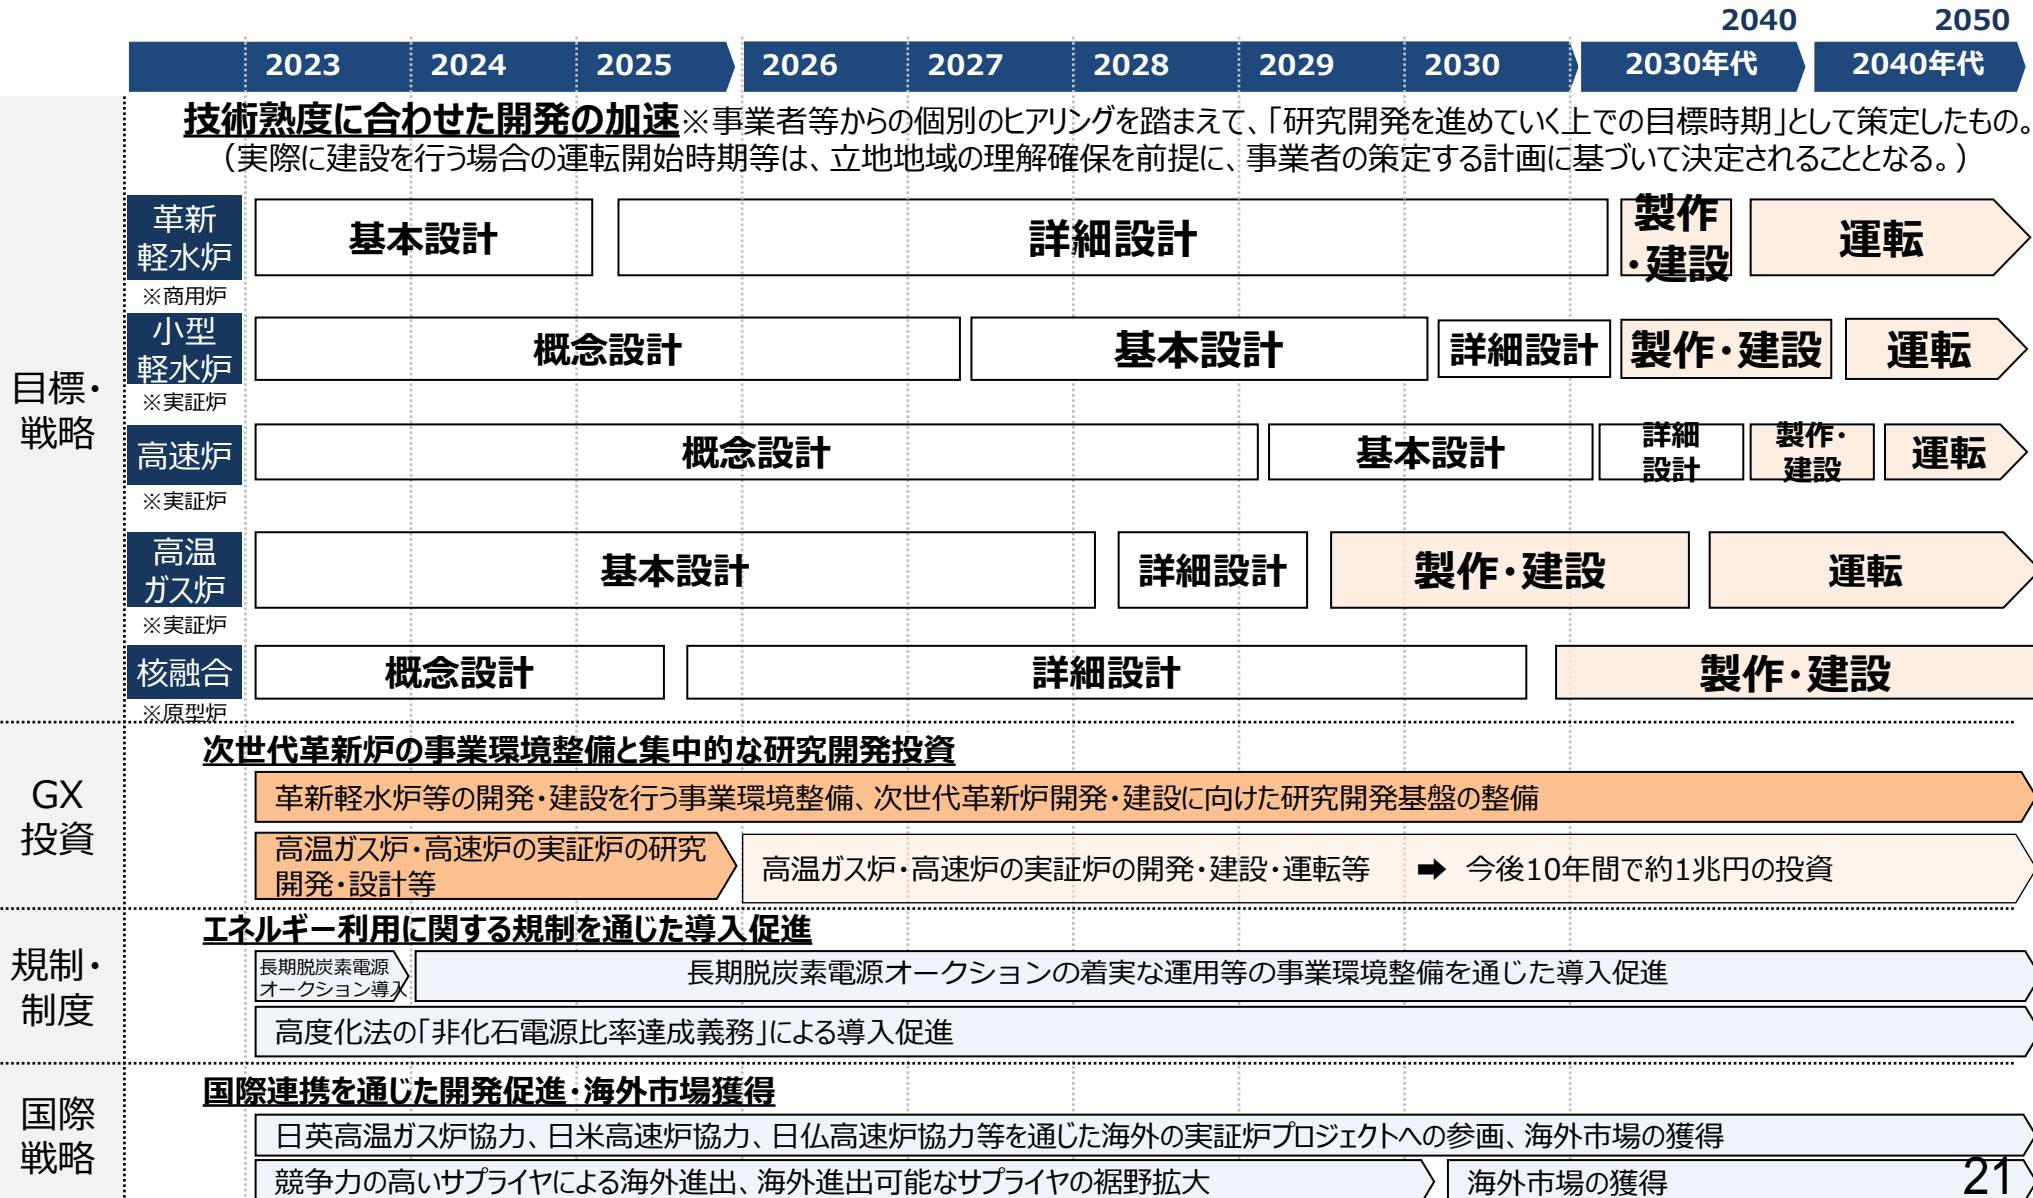 2040 2050
2023 2024 2025 2026 2027 2028 2029 2030 2030年代 2040年代
目標・
戦略
技術熟度に合わせた開発の加速※事業者等からの個別のヒアリングを踏まえて、「研究開発を進めていく上での目標時期」として策定したもの。
（実際に建設を行う場合の運転開始時期等は、立地地域の理解確保を前提に、事業者の策定する計画に基づいて決定されることとなる。）
革新
軽水炉
※商用炉
基本設計 詳細設計 製作
・建設 運転
小型
軽水炉
※実証炉
概念設計 基本設計 詳細設計 製作・建設 運転
高速炉
※実証炉
概念設計 基本設計 詳細
設計 製作・
建設 運転
高温
ガス炉
※実証炉
基本設計 詳細設計 製作・建設 運転
核融合
※原型炉
概念設計 詳細設計 製作・建設
GX
投資
次世代革新炉の事業環境整備と集中的な研究開発投資
革新軽水炉等の開発・建設を行う事業環境整備、次世代革新炉開発・建設に向けた研究開発基盤の整備
高温ガス炉・高速炉の実証炉の研究
開発・設計等
高温ガス炉・高速炉の実証炉の開発・建設・運転等 ➡ 今後10年間で約1兆円の投資
規制・
制度
エネルギー利用に関する規制を通じた導入促進
長期脱炭素電源
オークション導入
長期脱炭素電源オークションの着実な運用等の事業環境整備を通じた導入促進
高度化法の「非化石電源比率達成義務」による導入促進
国際
戦略
国際連携を通じた開発促進・海外市場獲得
日英高温ガス炉協力、日米高速炉協力、日仏高速炉協力等を通じた海外の実証炉プロジェクトへの参画、海外市場の獲得
競争力の高いサプライヤによる海外進出、海外進出可能なサプライヤの裾野拡大 海外市場の獲得
21